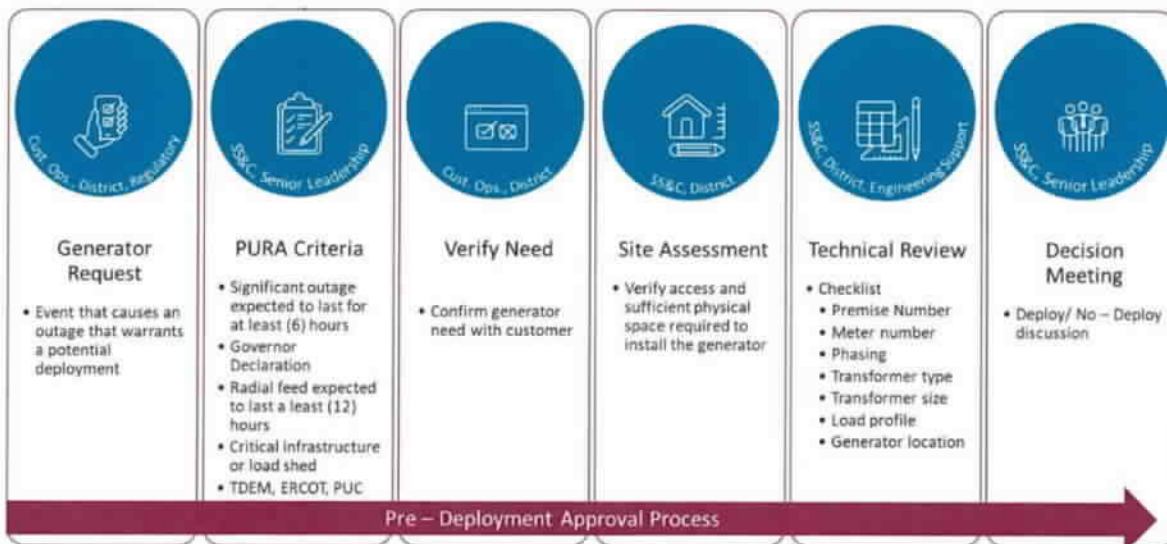 Cust. Ops., District, Regulatory
Generator
Request
• Event that causes an
outage that warrants
a potential
deployment
SS&C, Senior Leadership
PURA Criteria
• Significant outage
expected to last for
at least (6) hours
• Governor
Declaration
• Radial feed expected
to last a least (12)
hours
• Critical infrastructure
or load shed
• TDEM, ERCOT, PUC
Cust. Ops., District
Verify Need
• Confirm generator
need with customer
SS&C, District
Site Assessment
• Verify access and
sufficient physical
space required to
install the generator
SS&C, District, Engineering Support
Technical Review
• Checklist
• Premise Number
• Meter number
• Phasing
• Transformer type
• Transformer size
• Load profile
• Generator location
SS&C, Senior Leadership
Decision
Meeting
• Deploy/ No – Deploy
discussion
Pre – Deployment Approval Process